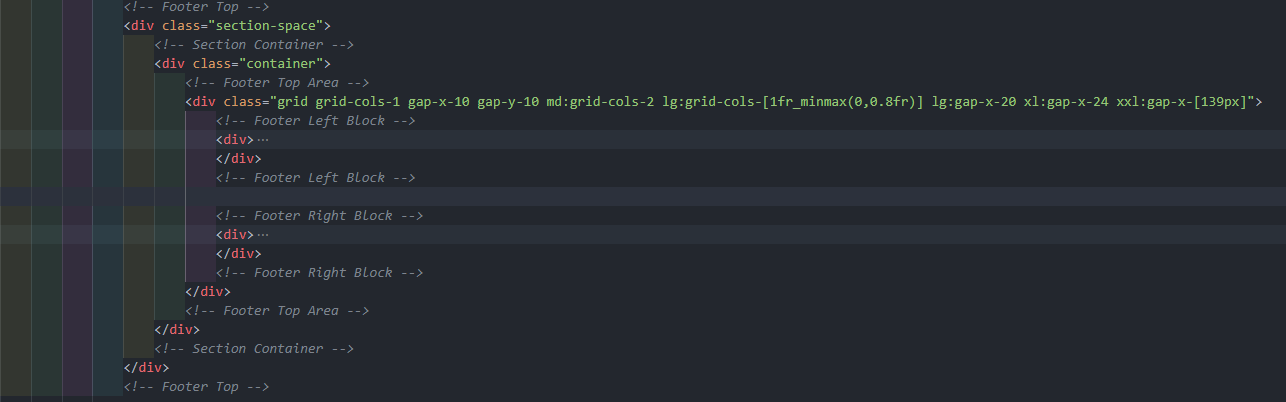 <!-- Footer Top -->
<div class="section-space">
<!-- Section Container -->
<div class="container">
<!-- Footer Top Area -->
<div class="grid grid-cols-1 gap-x-10 gap-y-10 md:grid-cols-2 lg:grid-cols-[1fr_minmax(0,0.8fr)] lg:gap-x-20 xl:gap-x-24 xxl:gap-x-[139px]">
<!-- Footer Left Block -->
<div>⋯
</div>
<!-- Footer Left Block -->
<!-- Footer Right Block -->
<div>⋯
</div>
<!-- Footer Right Block -->
</div>
<!-- Footer Top Area -->
</div>
<!-- Section Container -->
</div>
<!-- Footer Top -->